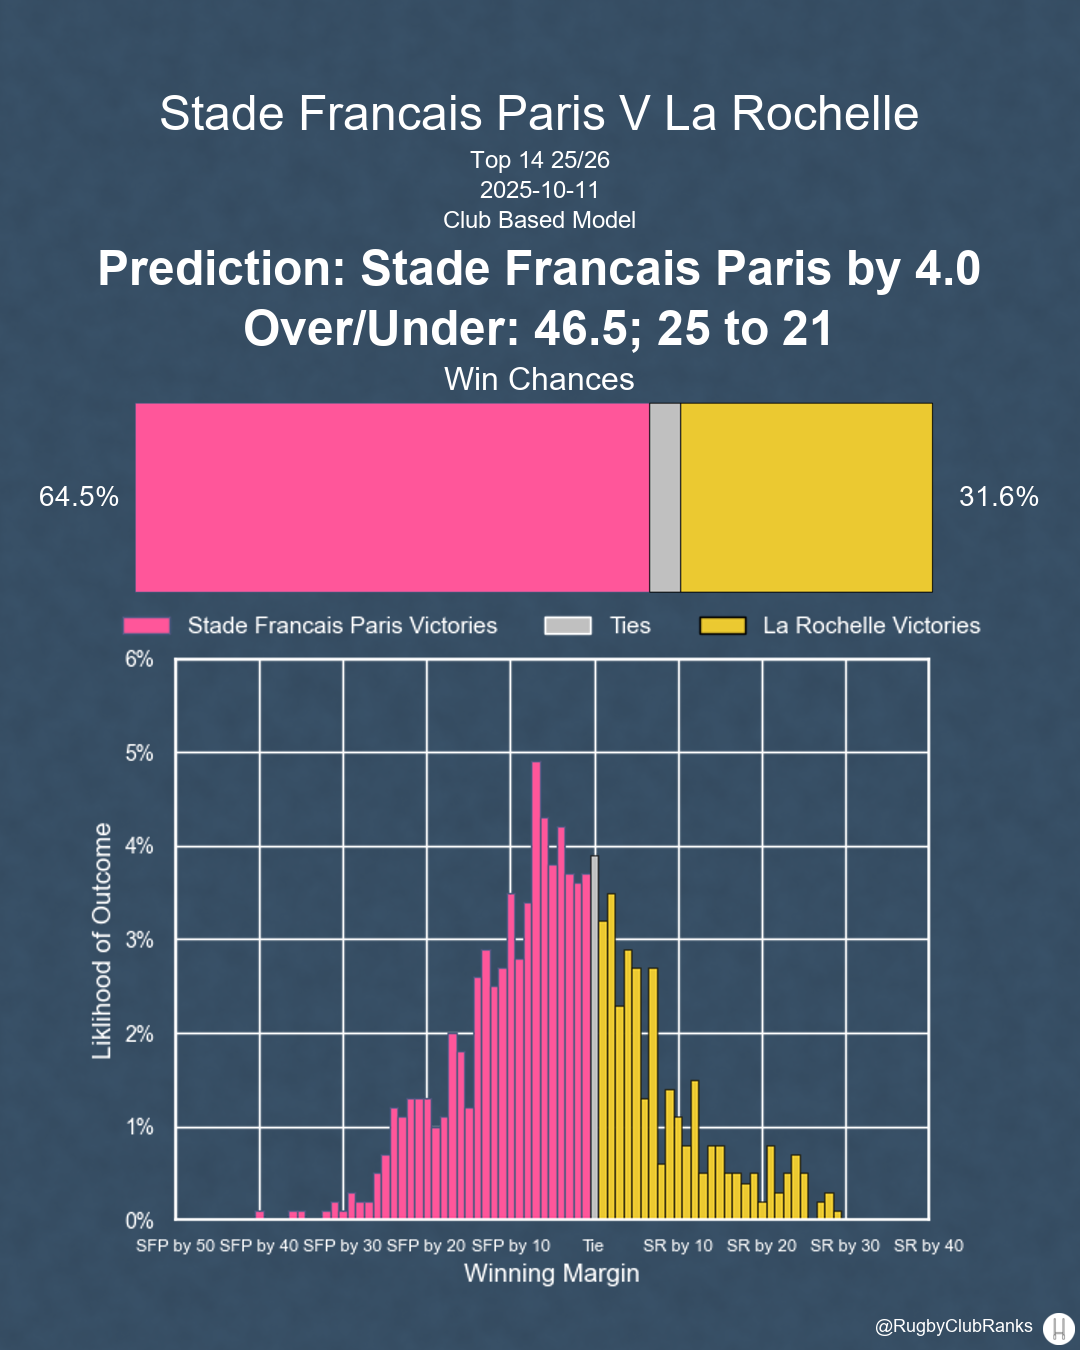 Stade Francais Paris V La Rochelle
Top 14 25/26
2025-10-11
Club Based Model
Prediction: Stade Francais Paris by 4.0
Over/Under: 46.5; 25 to 21
Win Chances
64.5%
31.6%
Stade Francais Paris Victories Ties La Rochelle Victories
6%
5%
4%
3%
2%
1%
0%
Liklihood of Outcome
SFP by 50 SFP by 40 SFP by 30 SFP by 20 SFP by 10 Tie SR by 10 SR by 20 SR by 30 SR by 40
Winning Margin
@RugbyClubRanks